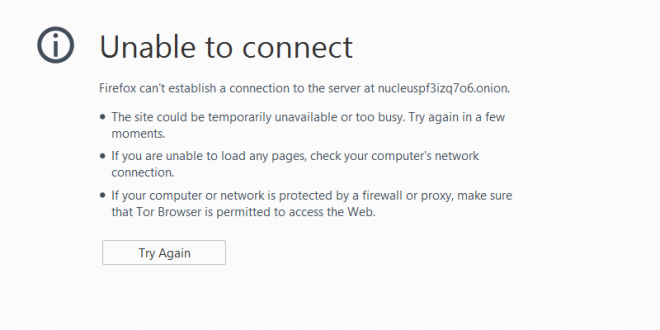 Unable to connect
Firefox can't establish a connection to the server at nucleuspf3izq7o6.onion.
• The site could be temporarily unavailable or too busy. Try again in a few
moments.
• If you are unable to load any pages, check your computer's network
connection.
• If your computer or network is protected by a firewall or proxy, make sure
that Tor Browser is permitted to access the Web.
Try Again